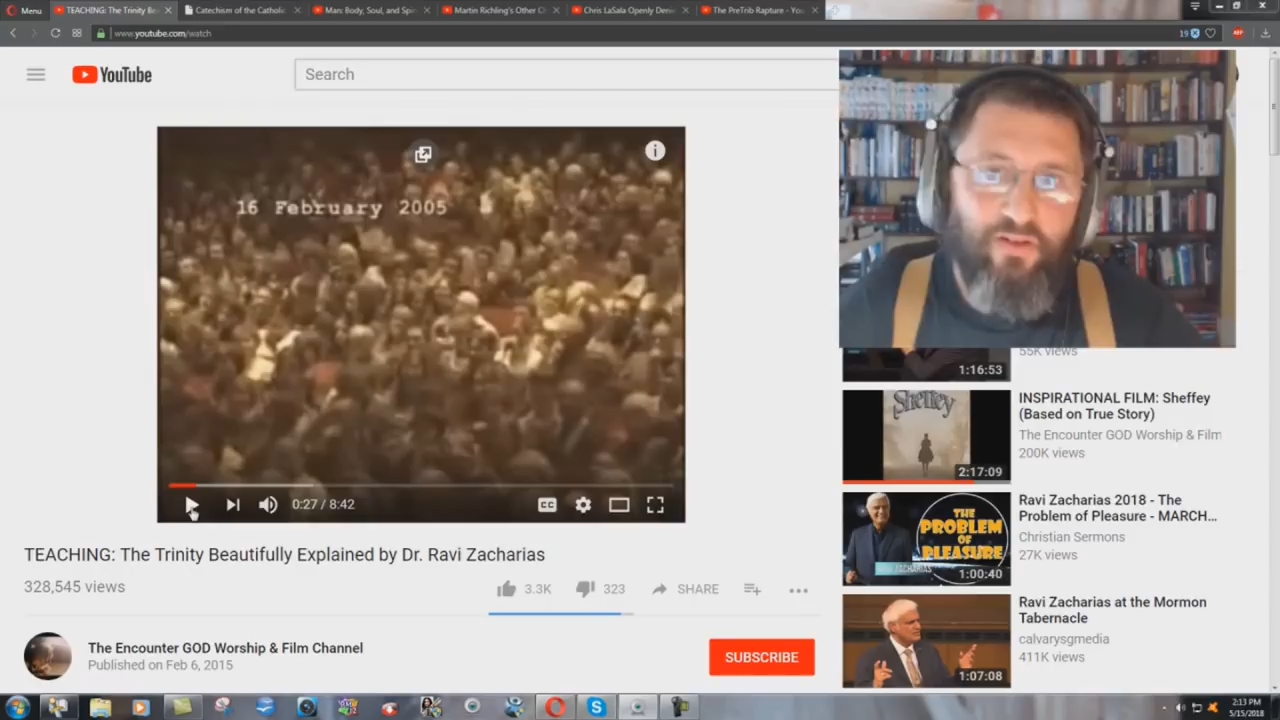 Menu
TEACHING: The Trinity Be
Catechism of the Catholic
Man: Body, Soul, and Spi
Martin Richling's Other C
Chris LaSala Openly Deni
The PreTrib Rapture - You
www.youtube.com/watch
19
ABP
YouTube
Search
16 February 2005
0:27 / 8:42
CC
TEACHING: The Trinity Beautifully Explained by Dr. Ravi Zacharias
328,545 views
3.3K
323
SHARE
The Encounter GOD Worship & Film Channel
Published on Feb 6, 2015
SUBSCRIBE
55K views
1:16:53
Sheffey
2:17:09
INSPIRATIONAL FILM: Sheffey
(Based on True Story)
The Encounter GOD Worship & Film
200K views
THE
PROBLEM
OF
PLEASURE
RAVI ZACHARIAS
1:00:40
Ravi Zacharias 2018 - The
Problem of Pleasure - MARCH...
Christian Sermons
27K views
1:07:08
Ravi Zacharias at the Mormon
Tabernacle
calvarysgmedia
411K views
2:13 PM
5/15/2018